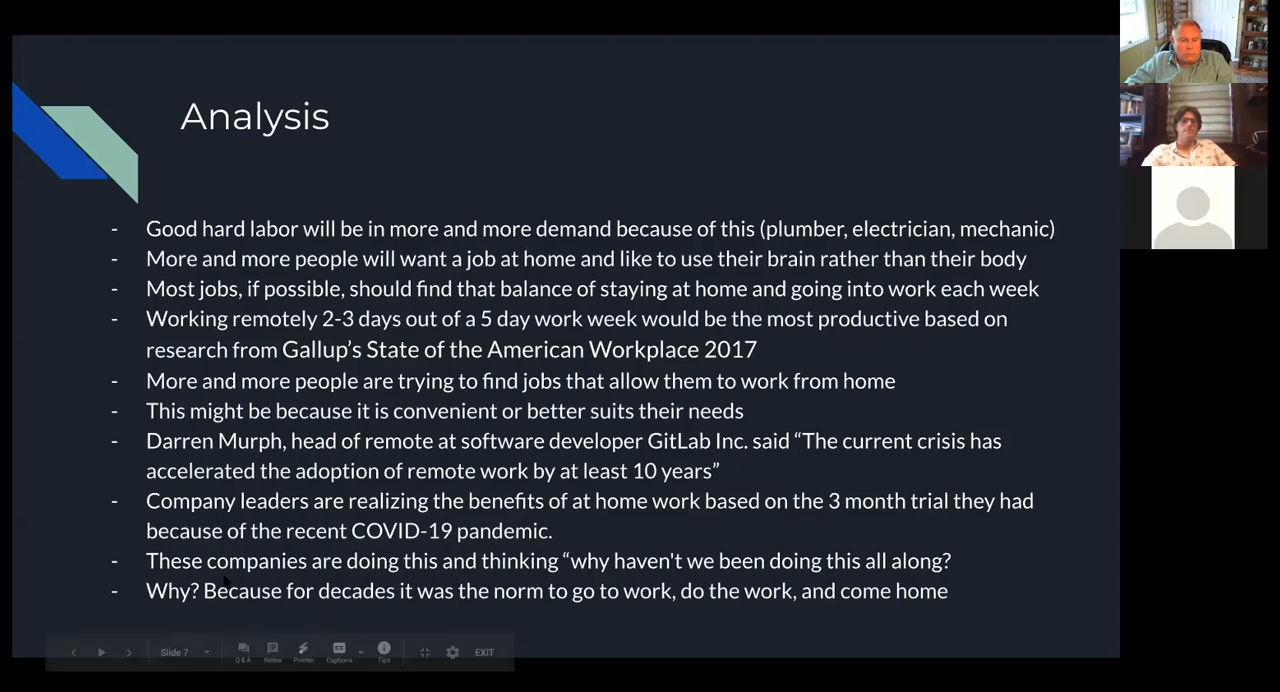 Analysis
- Good hard labor will be in more and more demand because of this (plumber, electrician, mechanic)
- More and more people will want a job at home and like to use their brain rather than their body
- Most jobs, if possible, should find that balance of staying at home and going into work each week
- Working remotely 2-3 days out of a 5 day work week would be the most productive based on
research from Gallup’s State of the American Workplace 2017
- More and more people are trying to find jobs that allow them to work from home
- This might be because it is convenient or better suits their needs
- Darren Murph, head of remote at software developer GitLab Inc. said “The current crisis has
accelerated the adoption of remote work by at least 10 years”
- Company leaders are realizing the benefits of at home work based on the 3 month trial they had
because of the recent COVID-19 pandemic.
- These companies are doing this and thinking “why haven't we been doing this all along?
- Why? Because for decades it was the norm to go to work, do the work, and come home
Slide 7
Q & A
Notes
Pointer
CC
Captions
Tips
EXIT